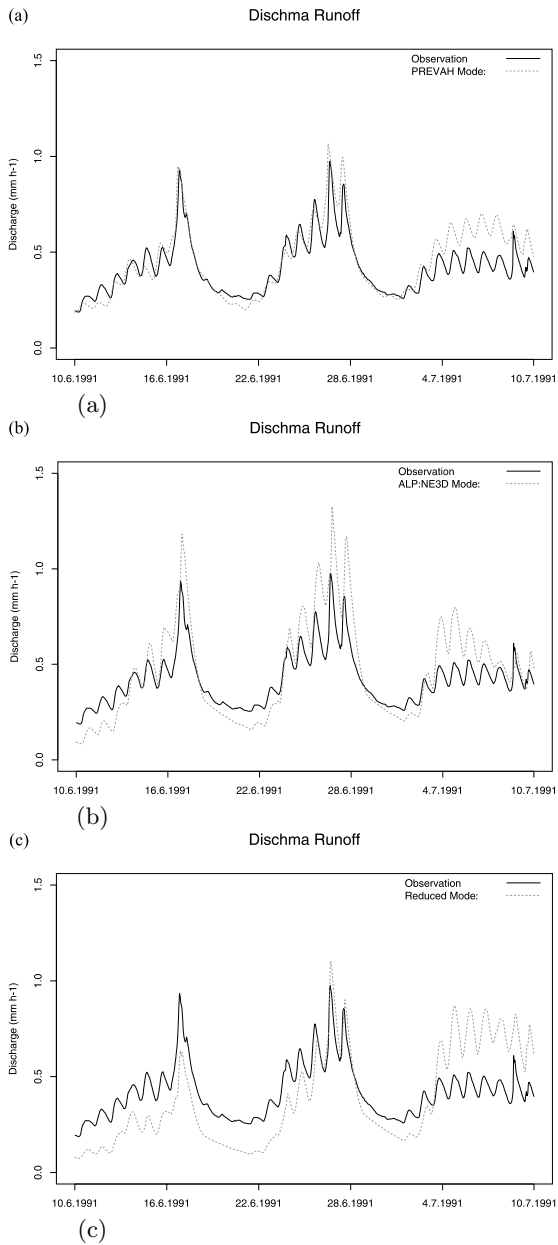 (a)
Dischma Runoff
Observation
PREVAH Mode:
Discharge (mm h-1)
1.5
1.0
0.5
0.0
10.6.1991 16.6.1991 22.6.1991 28.6.1991 4.7.1991 10.7.1991
(a)
(b)
Dischma Runoff
Observation
ALP:NE3D Mode:
Discharge (mm h-1)
1.5
1.0
0.5
0.0
10.6.1991 16.6.1991 22.6.1991 28.6.1991 4.7.1991 10.7.1991
(b)
(c)
Dischma Runoff
Observation
Reduced Mode:
Discharge (mm h-1)
1.5
1.0
0.5
0.0
10.6.1991 16.6.1991 22.6.1991 28.6.1991 4.7.1991 10.7.1991
(c)